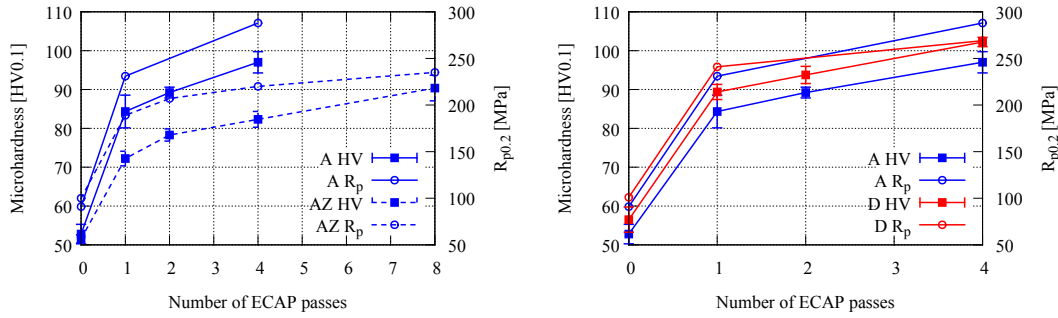 110
100
90
80
70
60
50
Microhardness [HV0.1]
300
250
200
150
100
50
Rp0.2 [MPa]
A HV
A Rp
AZ HV
AZ Rp
0 1 2 3 4 5 6 7 8
Number of ECAP passes
110
100
90
80
70
60
50
Microhardness [HV0.1]
300
250
200
150
100
50
Rp0.2 [MPa]
A HV
A Rp
D HV
D Rp
0 1 2 3 4
Number of ECAP passes